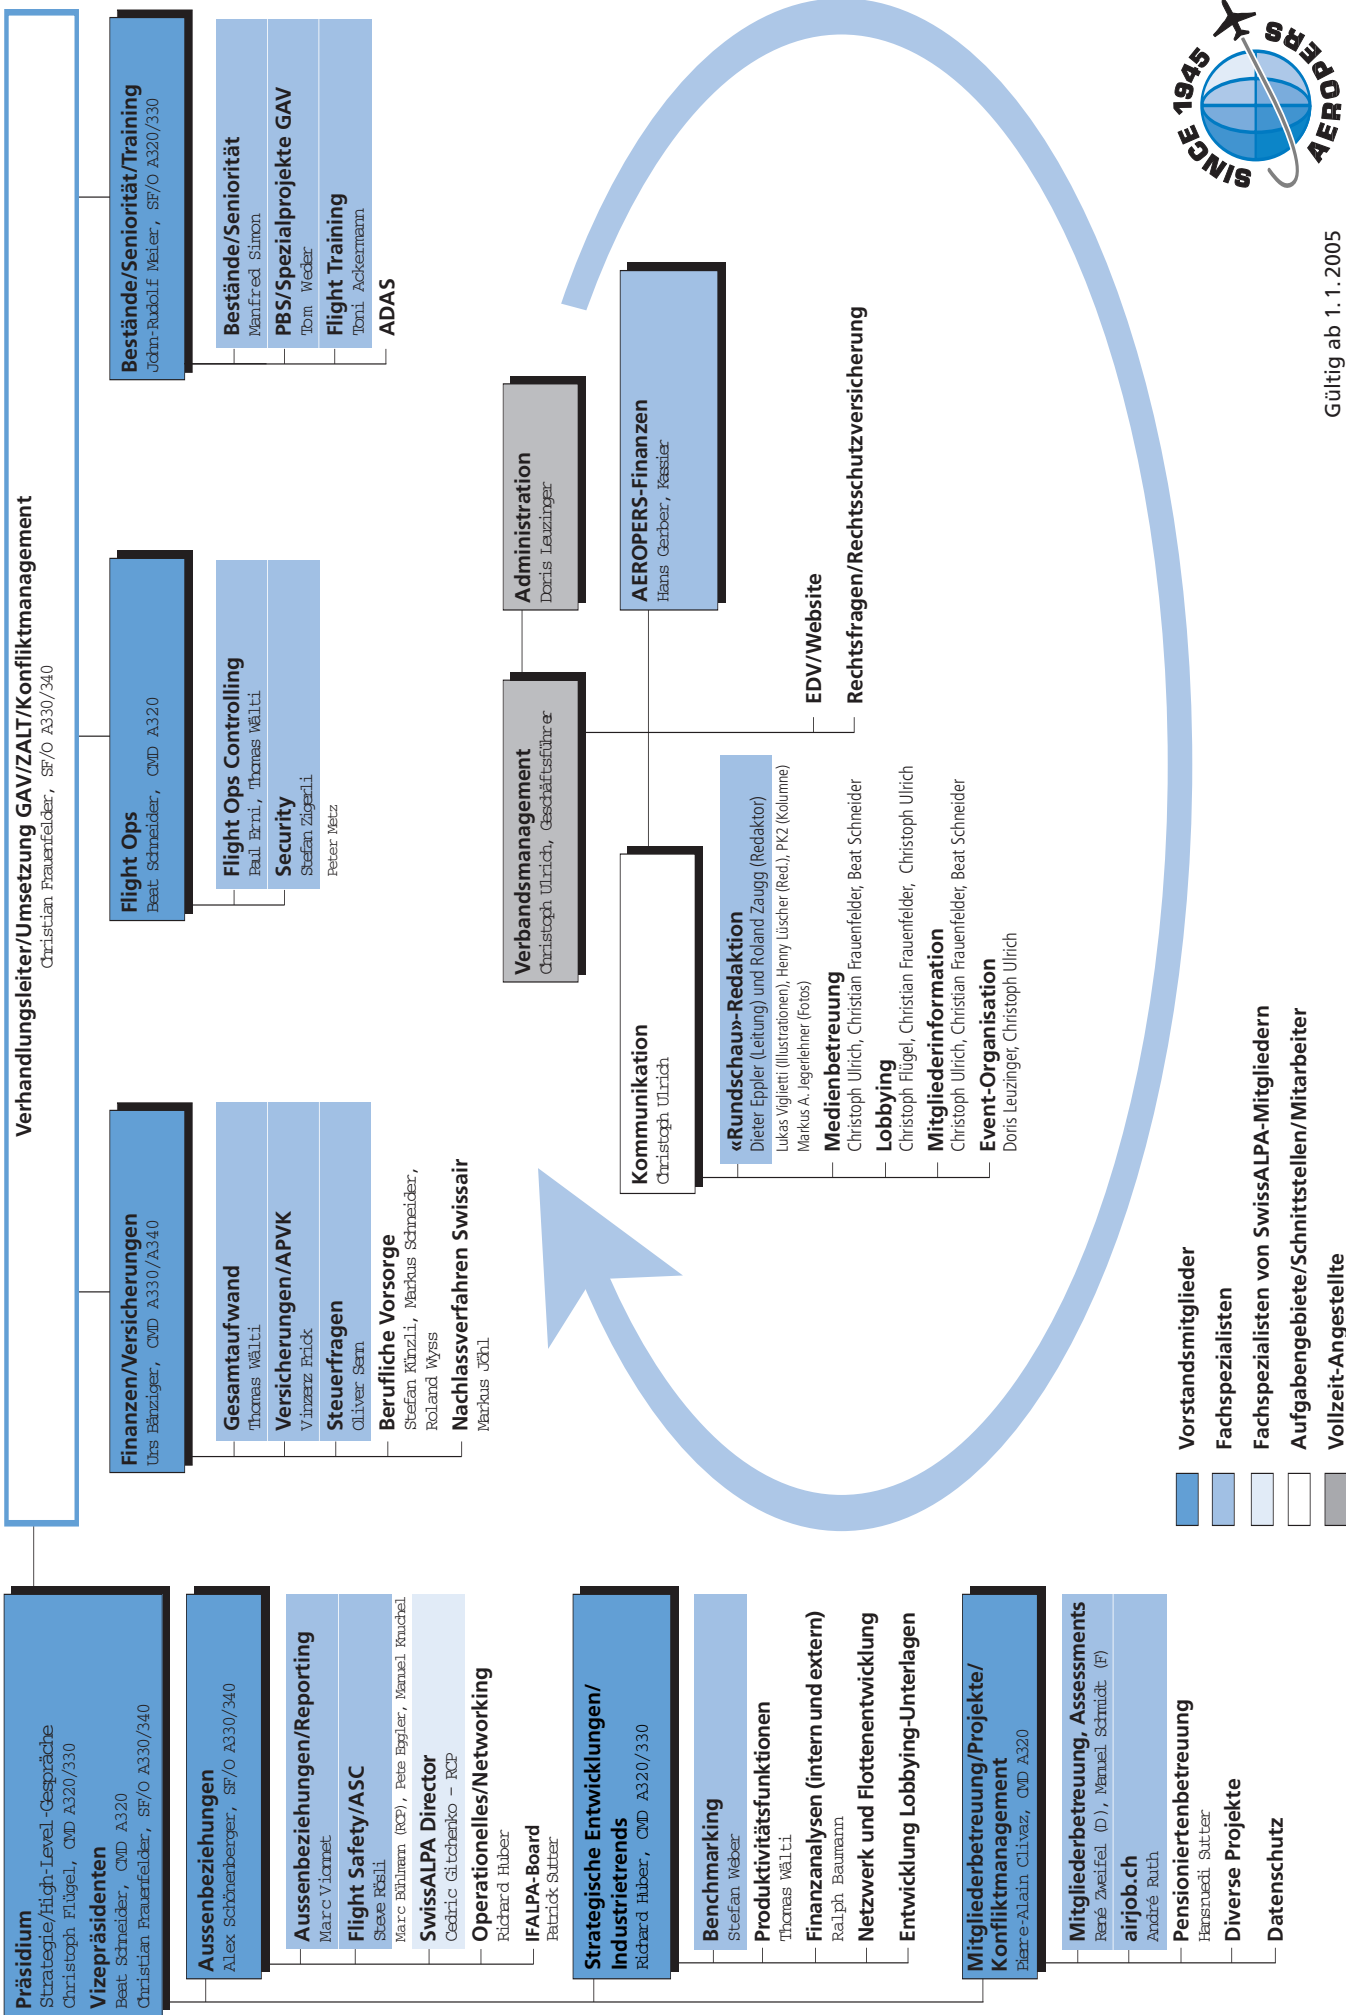 Präsidium
Strategie/High-Level-Gespräche
Christoph Flügel, CMD A320/330
Vizepräsidenten
Beat Schneider, CMD A320
Christian Frauenfelder, SF/O A330/340
Verhandlungsleiter/Umsetzung GAV/ZALT/Konfliktmanagement
Christian Frauenfelder, SF/O A330/340
Aussenbeziehungen
Alex Schönenberger, SF/O A330/340
Aussenbeziehungen/Reporting
Marc Vionnet
Flight Safety/ASC
Steve Rösli
Marc Bühlmann (RCP), Pete Eggler, Manuel Knuchel
SwissALPA Director
Cedric Gitchenko – RCP
Operationelles/Networking
Richard Huber
IFALPA-Board
Patrick Sutter
Strategische Entwicklungen/
Industrietrends
Richard Huber, CMD A320/330
Benchmarking
Stefan Weber
Produktivitätsfunktionen
Thomas Wälti
Finanzanalysen (intern und extern)
Ralph Baumann
Netzwerk und Flottenentwicklung
Entwicklung Lobbying-Unterlagen
Mitgliederbetreuung/Projekte/
Konfliktmanagement
Pierre-Alain Clivaz, CMD A320
Mitgliederbetreuung, Assessments
René Zweifel (D), Manuel Schmidt (F)
airjob.ch
André Ruth
Pensioniertenbetreuung
Hansruedi Sutter
Diverse Projekte
Datenschutz
Finanzen/Versicherungen
Urs Bänziger, CMD A330/A340
Gesamtaufwand
Thomas Wälti
Versicherungen/APVK
Vinzenz Frick
Steuerfragen
Oliver Senn
Berufliche Vorsorge
Stefan Künzli, Markus Schneider,
Roland Wyss
Nachlassverfahren Swissair
Markus Jöhl
Flight Ops
Beat Schneider, CMD A320
Flight Ops Controlling
Paul Erni, Thomas Wälti
Security
Stefan Zigerli
Peter Metz
Bestände/Seniorität/Training
John-Rudolf Meier, SF/O A320/330
Bestände/Seniorität
Manfred Simon
PBS/Spezialprojekte GAV
Tom Weder
Flight Training
Toni Ackermann
ADAS
Verbandsmanagement
Christoph Ulrich, Geschäftsführer
Administration
Doris Leuzinger
Kommunikation
Christoph Ulrich
AEROPERS-Finanzen
Hans Gerber, Kassier
«Rundschau»-Redaktion
Dieter Eppler (Leitung) und Roland Zaugg (Redaktor)
Lukas Viglietti (Illustrationen), Henry Lüscher (Red.), PK2 (Kolumne)
Markus A. Jegerlehner (Fotos)
Medienbetreuung
Christoph Ulrich, Christian Frauenfelder, Beat Schneider
Lobbying
Christoph Flügel, Christian Frauenfelder, Christoph Ulrich
Mitgliederinformation
Christoph Ulrich, Christian Frauenfelder, Beat Schneider
Event-Organisation
Doris Leuzinger, Christoph Ulrich
EDV/Website
Rechtsfragen/Rechtsschutzversicherung
Vorstandsmitglieder
Fachspezialisten
Fachspezialisten von SwissALPA-Mitgliedern
Aufgabengebiete/Schnittstellen/Mitarbeiter
Vollzeit-Angestellte
Gültig ab 1.1.2005
SINCE 1945
AEROPERS